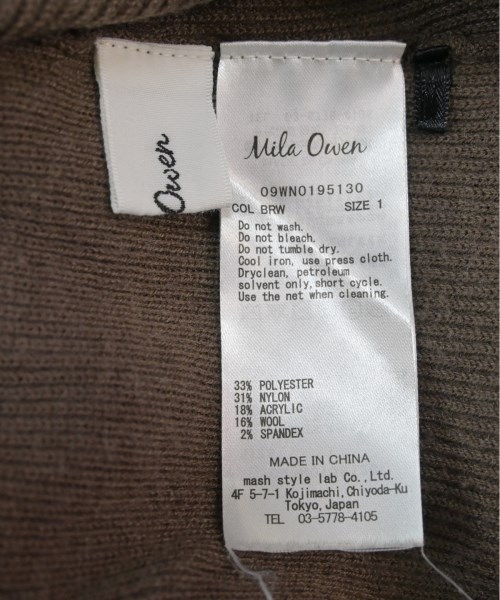 Owen
Mila Owen
09WN0195130
COL BRW SIZE 1
Do not wash.
Do not bleach.
Do not tumble dry.
Cool iron, use press cloth.
Dryclean, petroleum
solvent only,short cycle.
Use the net when cleaning.
33% POLYESTER
31% NYLON
18% ACRYLIC
16% WOOL
2% SPANDEX
MADE IN CHINA
mash style lab Co.,Ltd.
4F 5-7-1 Kojimachi,Chiyoda-Ku
Tokyo,Japan
TEL 03-5778-4105